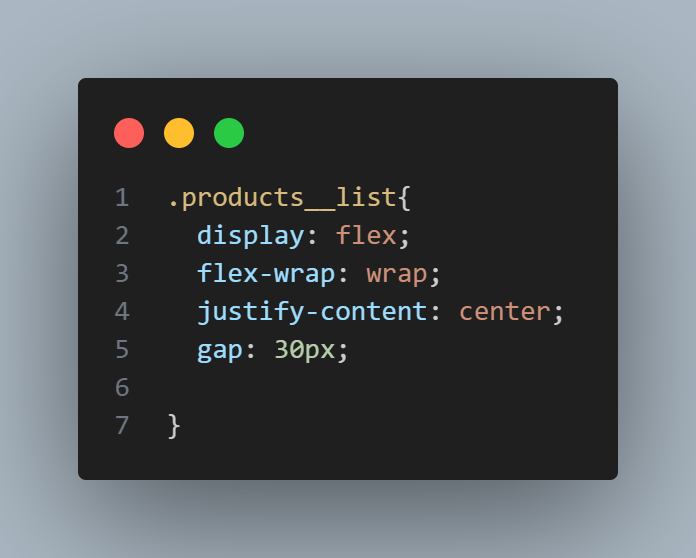 1 .products__list{
2   display: flex;
3   flex-wrap: wrap;
4   justify-content: center;
5   gap: 30px;
6
7 }